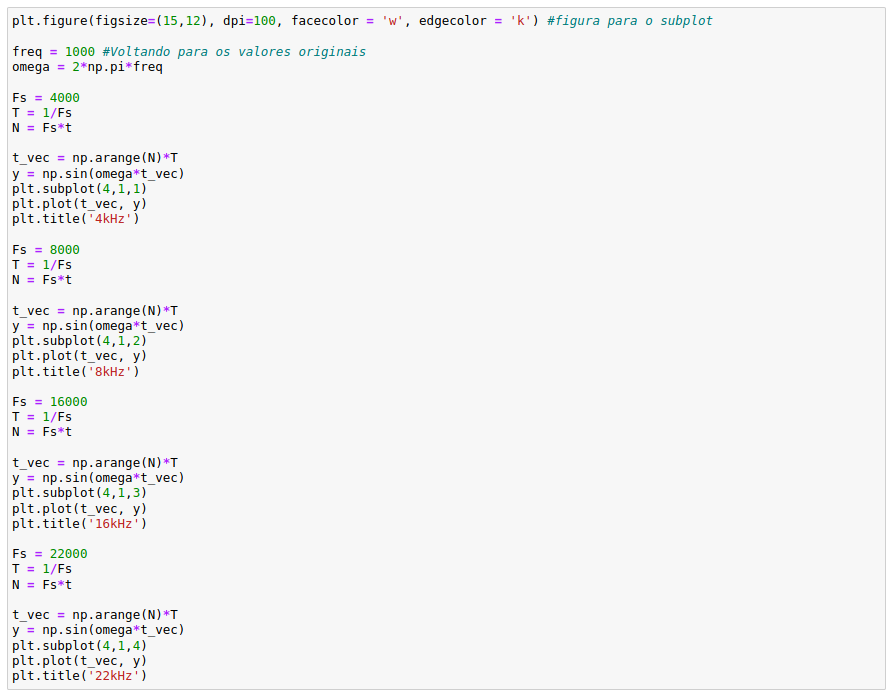 plt.figure(figsize=(15,12), dpi=100, facecolor = 'w', edgecolor = 'k') #figura para o subplot
freq = 1000 #Voltando para os valores originais
omega = 2*np.pi*freq
Fs = 4000
T = 1/Fs
N = Fs*t
t_vec = np.arange(N)*T
y = np.sin(omega*t_vec)
plt.subplot(4,1,1)
plt.plot(t_vec, y)
plt.title('4kHz')
Fs = 8000
T = 1/Fs
N = Fs*t
t_vec = np.arange(N)*T
y = np.sin(omega*t_vec)
plt.subplot(4,1,2)
plt.plot(t_vec, y)
plt.title('8kHz')
Fs = 16000
T = 1/Fs
N = Fs*t
t_vec = np.arange(N)*T
y = np.sin(omega*t_vec)
plt.subplot(4,1,3)
plt.plot(t_vec, y)
plt.title('16kHz')
Fs = 22000
T = 1/Fs
N = Fs*t
t_vec = np.arange(N)*T
y = np.sin(omega*t_vec)
plt.subplot(4,1,4)
plt.plot(t_vec, y)
plt.title('22kHz')